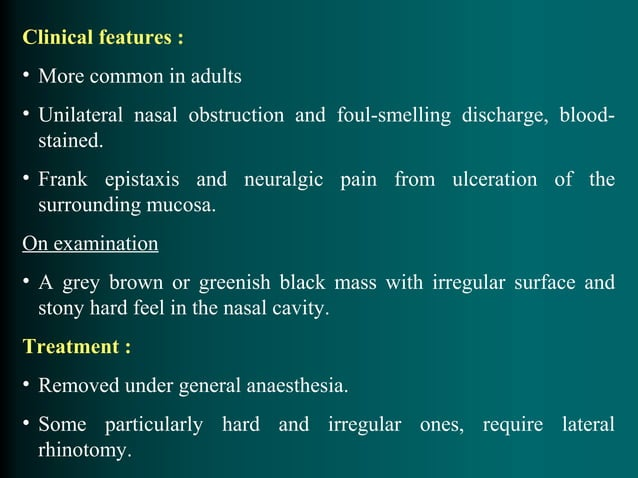 Clinical features :
• More common in adults
• Unilateral nasal obstruction and foul-smelling discharge, blood-
stained.
• Frank epistaxis and neuralgic pain from ulceration of the
surrounding mucosa.
On examination
• A grey brown or greenish black mass with irregular surface and
stony hard feel in the nasal cavity.
Treatment :
• Removed under general anaesthesia.
• Some particularly hard and irregular ones, require lateral
rhinotomy.